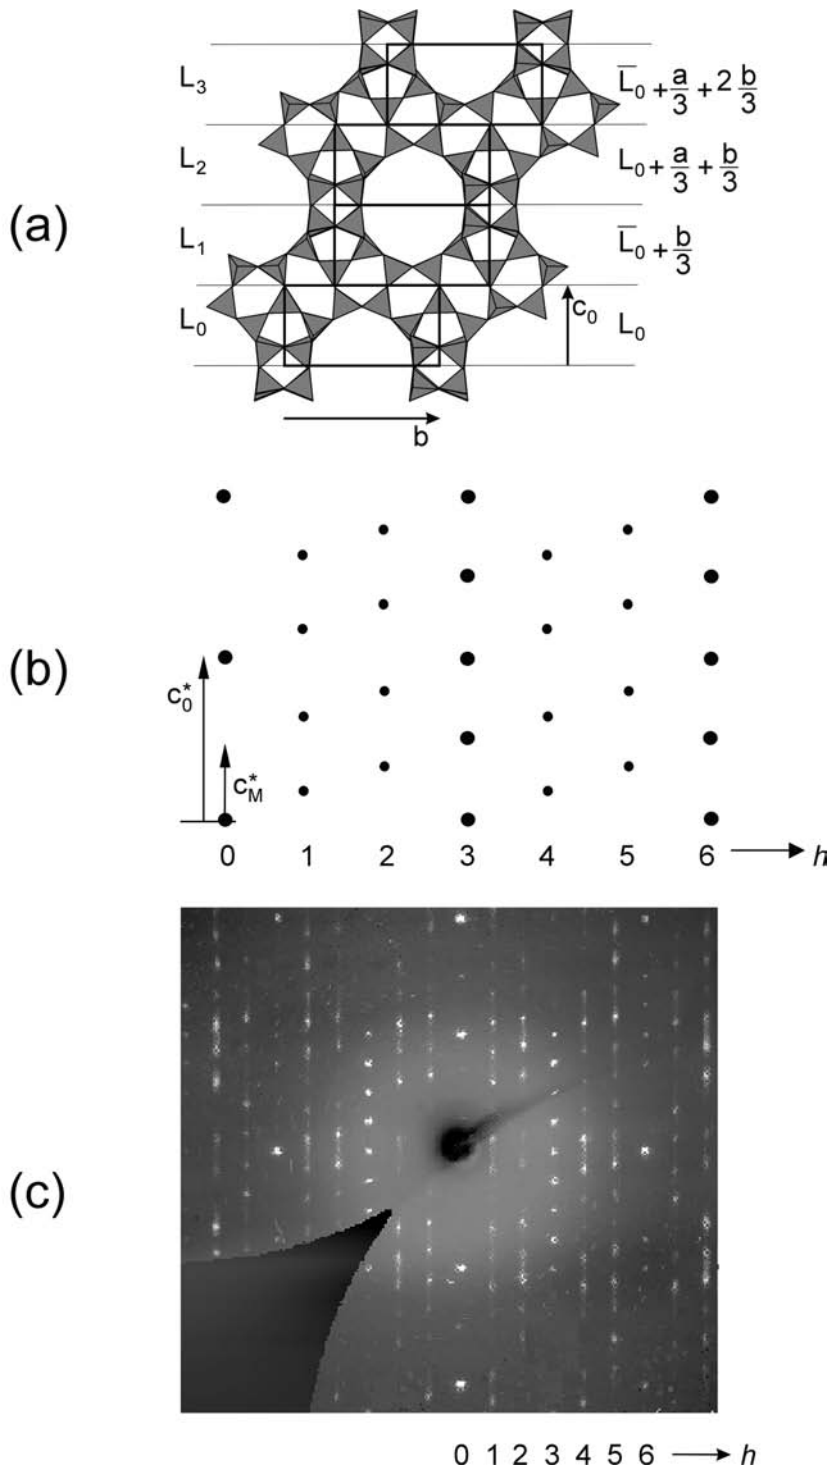 (a)
L₃
L̅₀ + a/3 + 2 b/3
L₂
L₀ + a/3 + b/3
L₁
L̅₀ + b/3
L₀
c₀
L₀
b
(b)
c₀*
c_M*
0 1 2 3 4 5 6 → h
(c)
0 1 2 3 4 5 6 → h